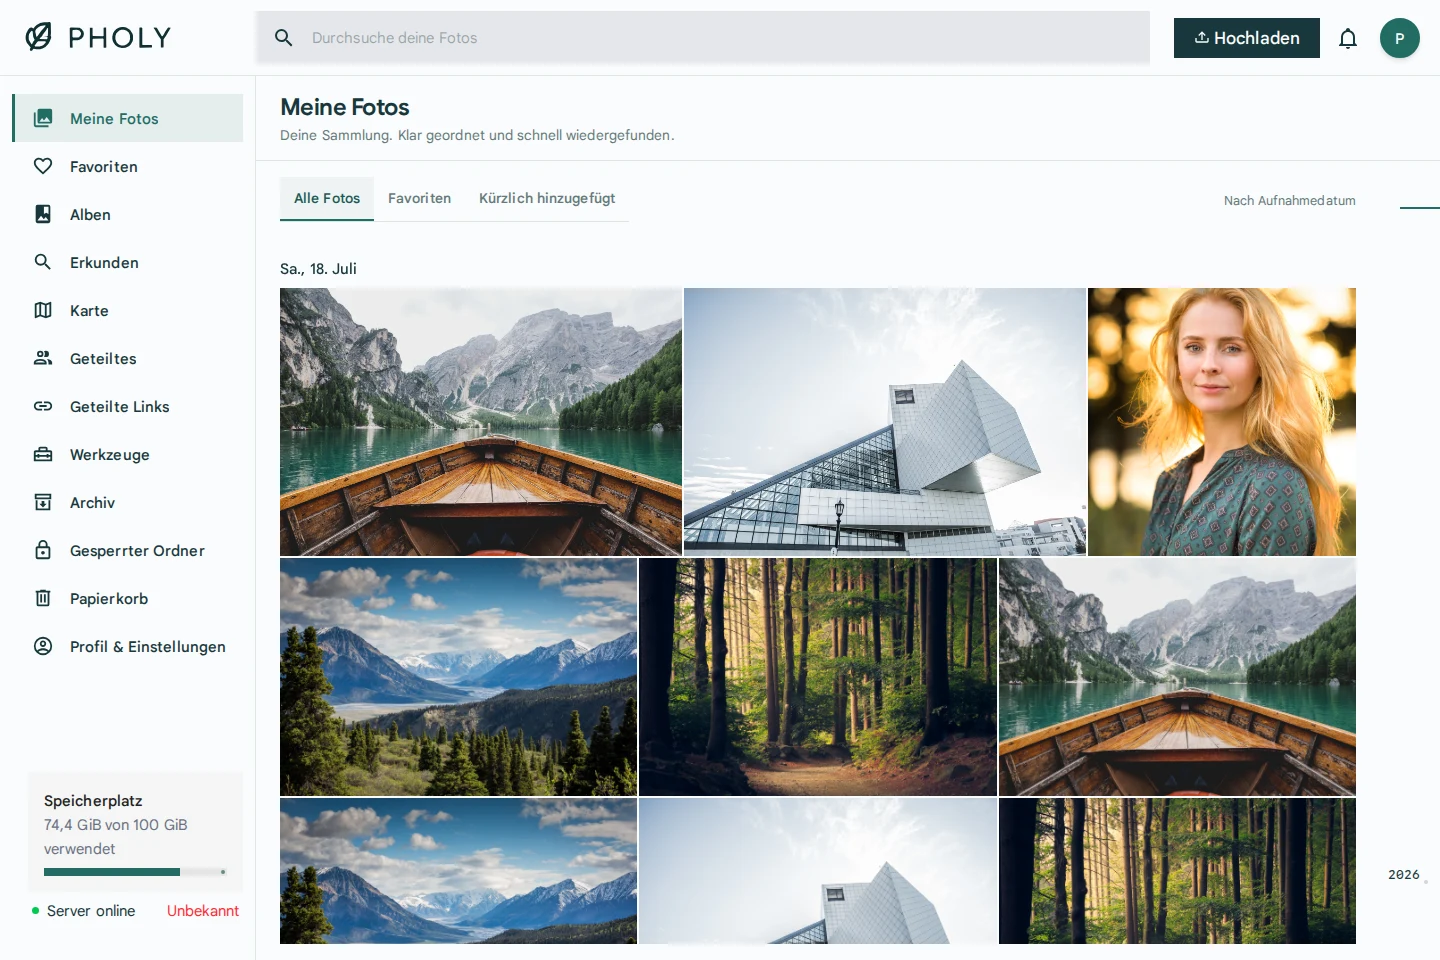 PHOLY
Durchsuche deine Fotos
Hochladen
P
Meine Fotos
Favoriten
Alben
Erkunden
Karte
Geteiltes
Geteilte Links
Werkzeuge
Archiv
Gesperrter Ordner
Papierkorb
Profil & Einstellungen
Speicherplatz
74,4 GiB von 100 GiB
verwendet
Server online
Unbekannt
Meine Fotos
Deine Sammlung. Klar geordnet und schnell wiedergefunden.
Alle Fotos
Favoriten
Kürzlich hinzugefügt
Nach Aufnahmedatum
Sa., 18. Juli
2026